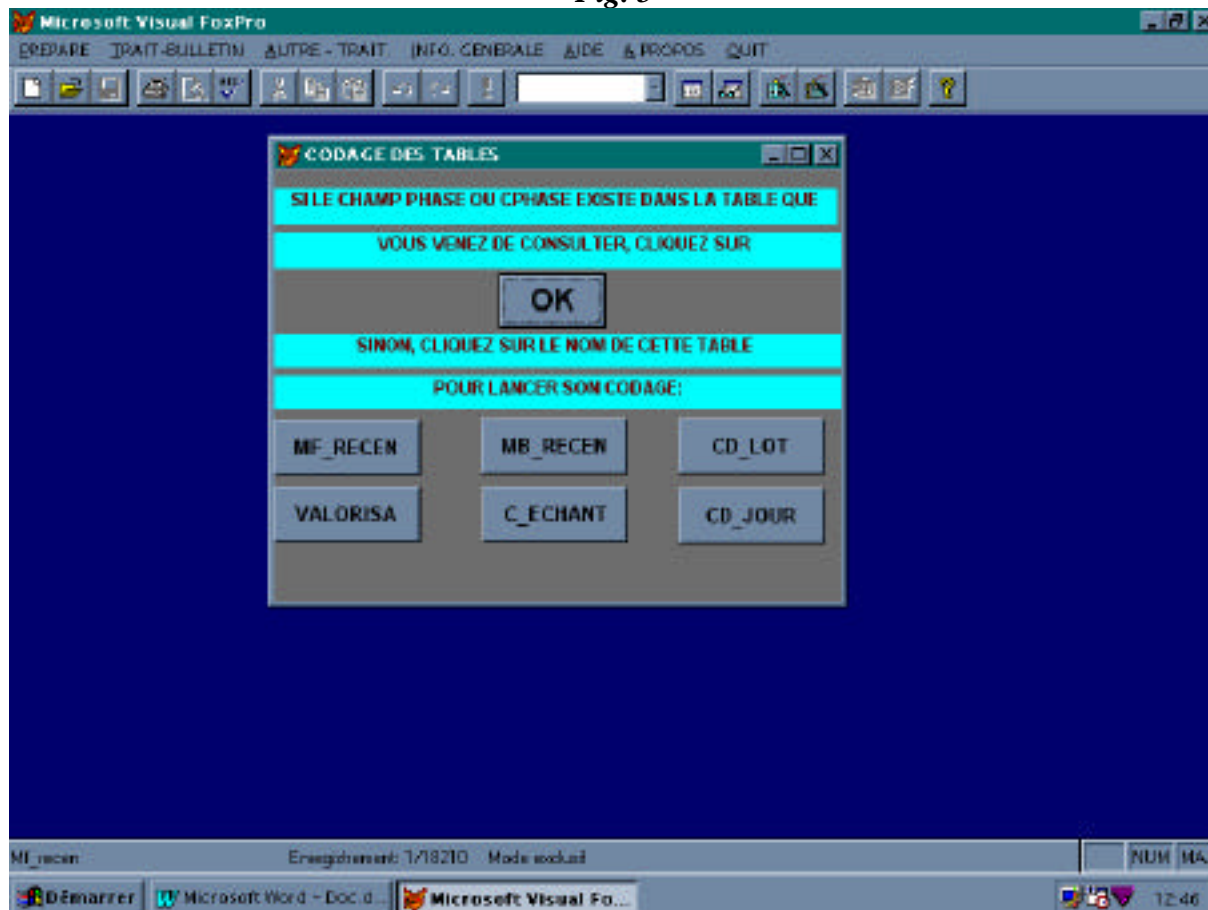 Microsoft Visual FoxPro
PREPARE TRAIT-BULLETIN AUTRE - TRAIT. INFO. GENERALE AIDE A PROPOS QUIT
CODAGE DES TABLES
SI LE CHAMP PHASE OU CPHASE EXISTE DANS LA TABLE QUE
VOUS VENEZ DE CONSULTER, CLIQUEZ SUR
OK
SINON, CLIQUEZ SUR LE NOM DE CETTE TABLE
POUR LANCER SON CODAGE:
MF_RECEN MB_RECEN CD_LOT
VALORISA C_ECHANT CD_JOUR
Mf_recen Enregistrement: 1/18210 Mode exclusif NUM MA
Démarrer Microsoft Word - Doc.d... Microsoft Visual Fo... 12:46